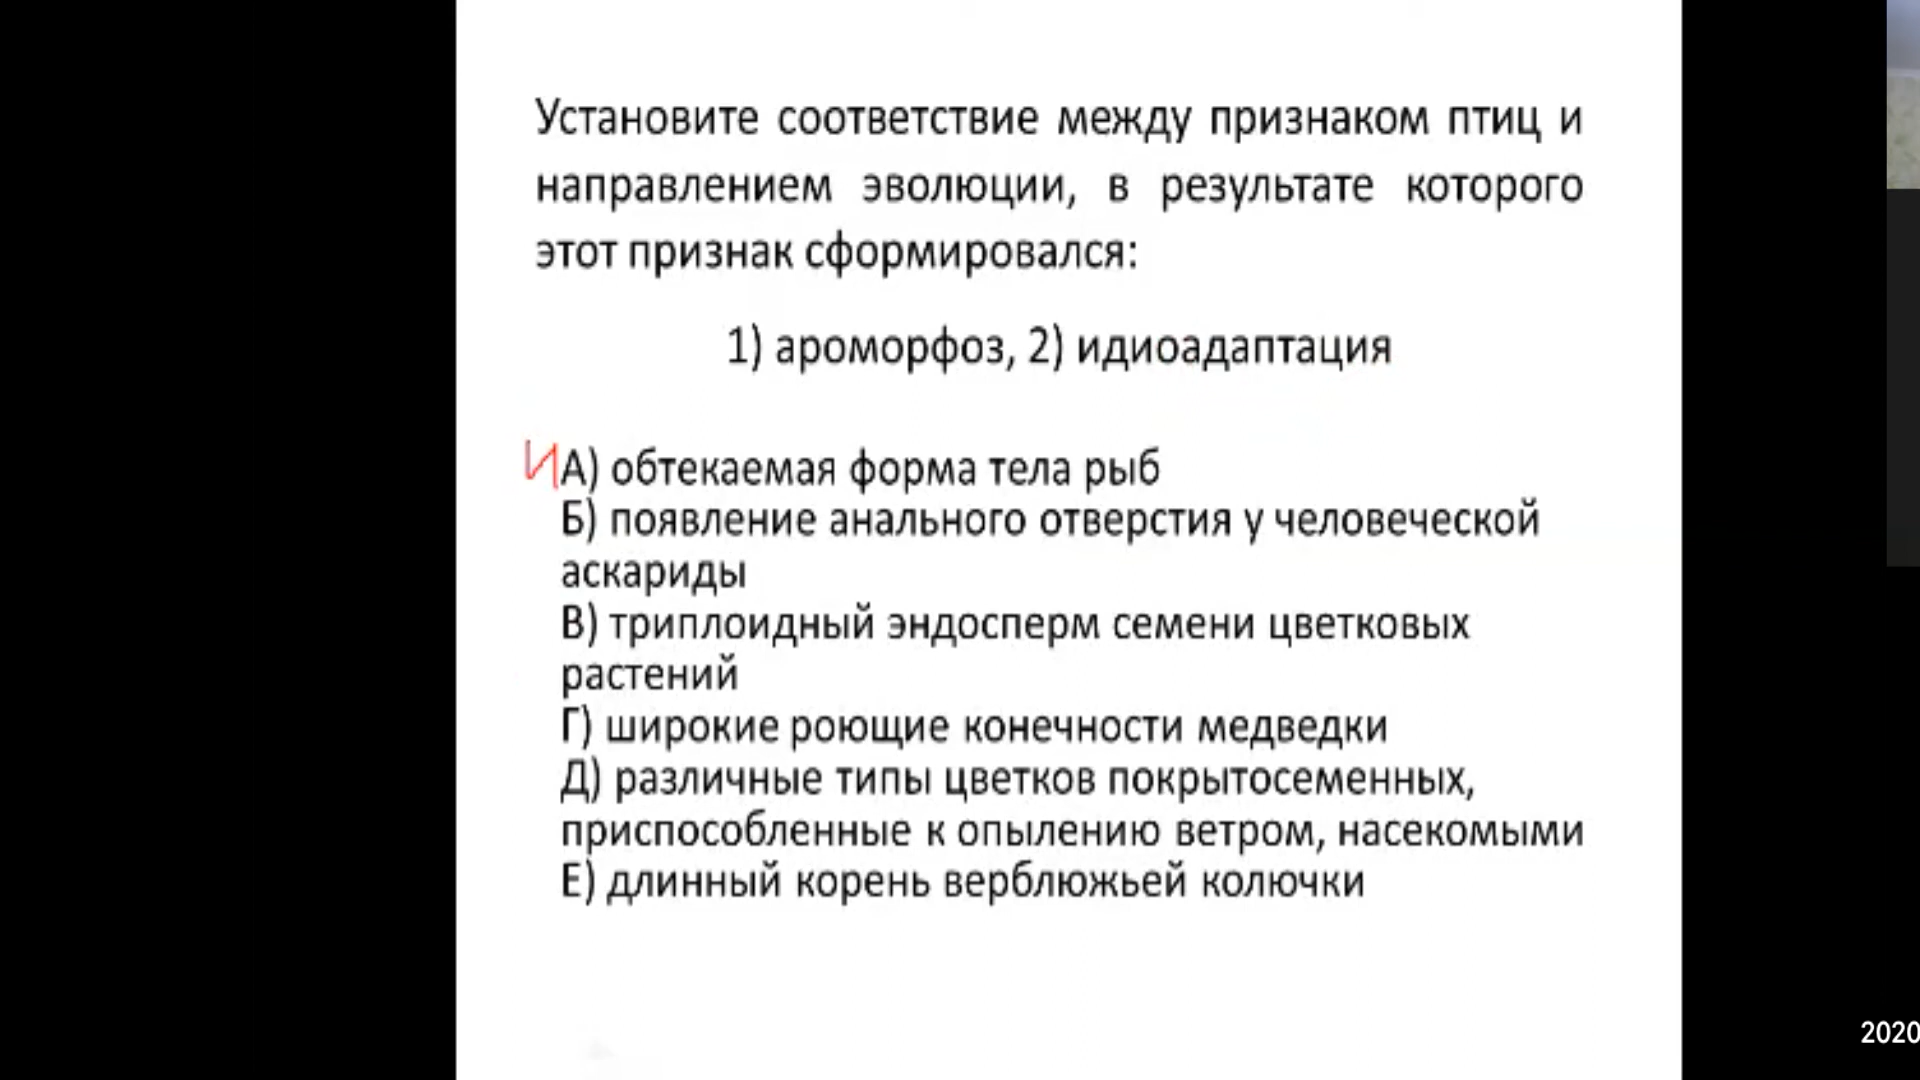 Установите соответствие между признаком птиц и
направлением эволюции, в результате которого
этот признак сформировался:
1) ароморфоз, 2) идиоадаптация
И А) обтекаемая форма тела рыб
Б) появление анального отверстия у человеческой
аскариды
В) триплоидный эндосперм семени цветковых
растений
Г) широкие роющие конечности медведки
Д) различные типы цветков покрытосеменных,
приспособленные к опылению ветром, насекомыми
Е) длинный корень верблюжьей колючки
2020